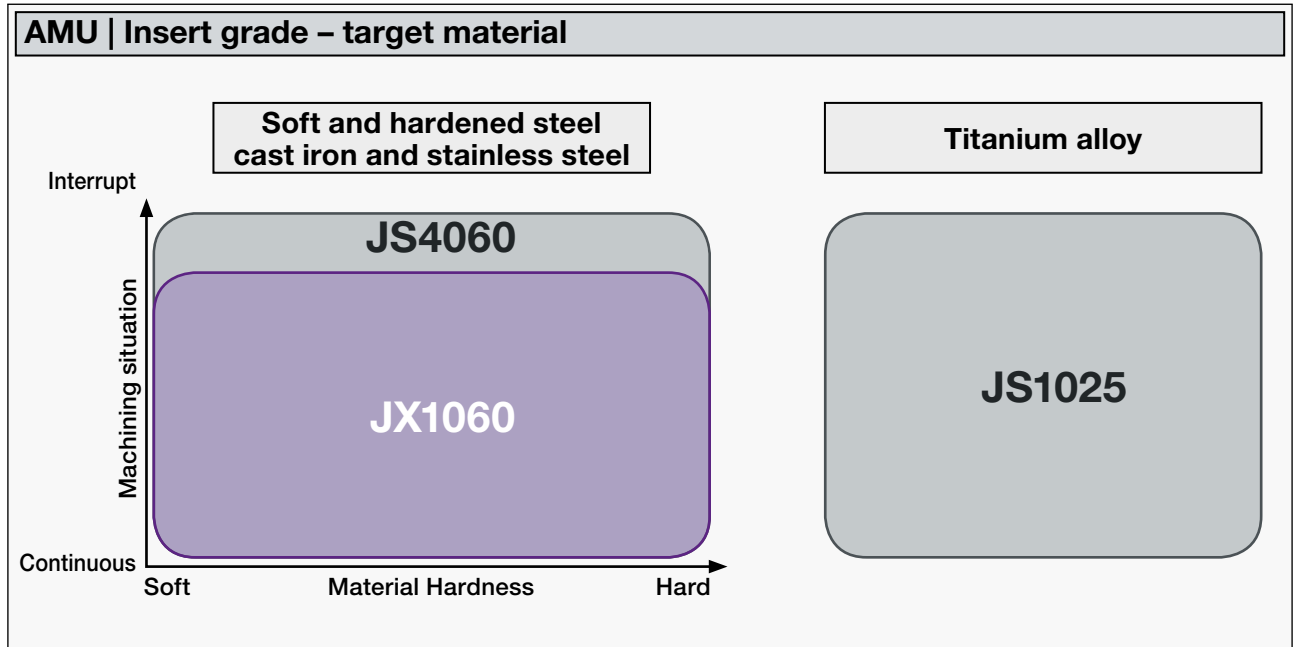 AMU | Insert grade – target material
Soft and hardened steel
cast iron and stainless steel
Titanium alloy
Interrupt
JS4060
Machining situation
JX1060
JS1025
Continuous
Soft
Material Hardness
Hard